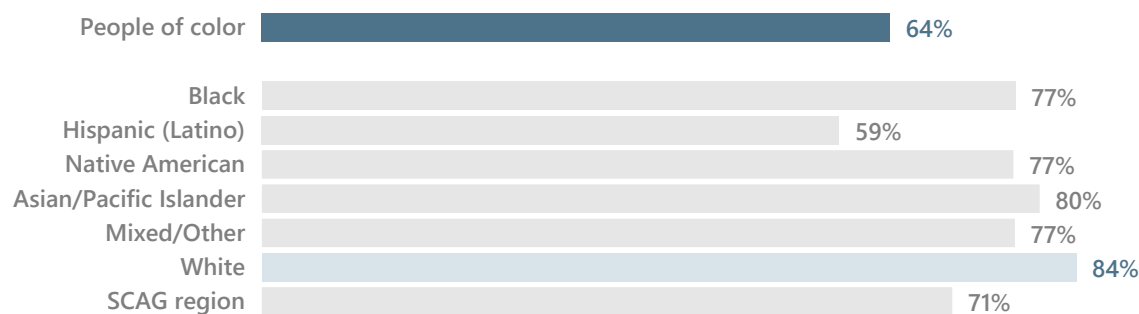 People of color 64%
Black 77%
Hispanic (Latino) 59%
Native American 77%
Asian/Pacific Islander 80%
Mixed/Other 77%
White 84%
SCAG region 71%